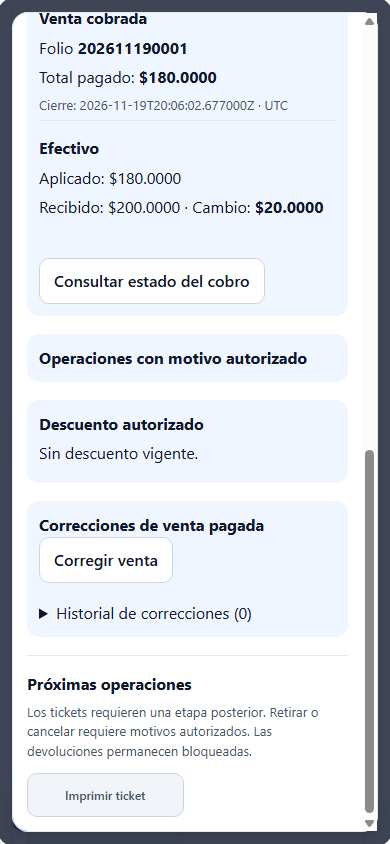 Venta cobrada
Folio 202611190001
Total pagado: $180.0000
Cierre: 2026-11-19T20:06:02.677000Z · UTC
Efectivo
Aplicado: $180.0000
Recibido: $200.0000 · Cambio: $20.0000
Consultar estado del cobro
Operaciones con motivo autorizado
Descuento autorizado
Sin descuento vigente.
Correcciones de venta pagada
Corregir venta
Historial de correcciones (0)
Próximas operaciones
Los tickets requieren una etapa posterior. Retirar o
cancelar requiere motivos autorizados. Las
devoluciones permanecen bloqueadas.
Imprimir ticket